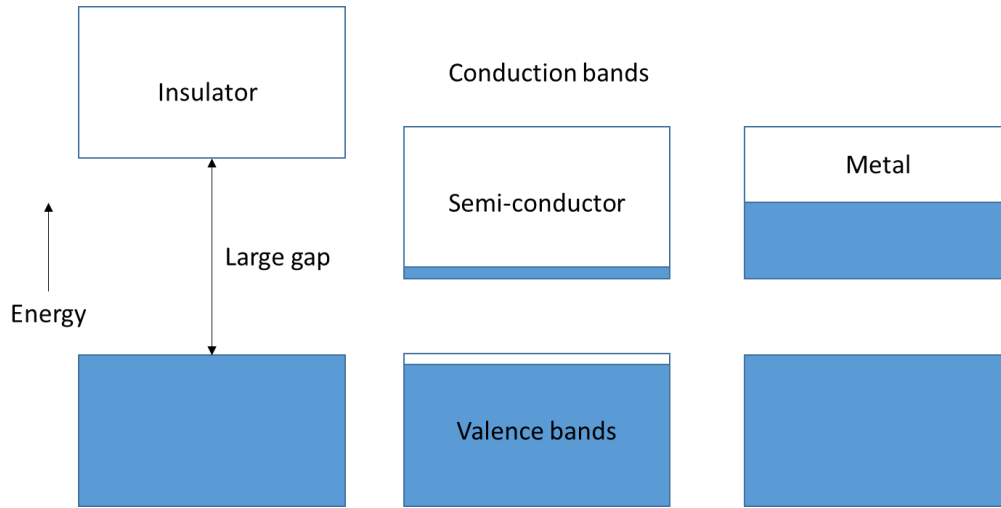 Insulator
Conduction bands
Metal
Semi-conductor
Large gap
Energy
Valence bands